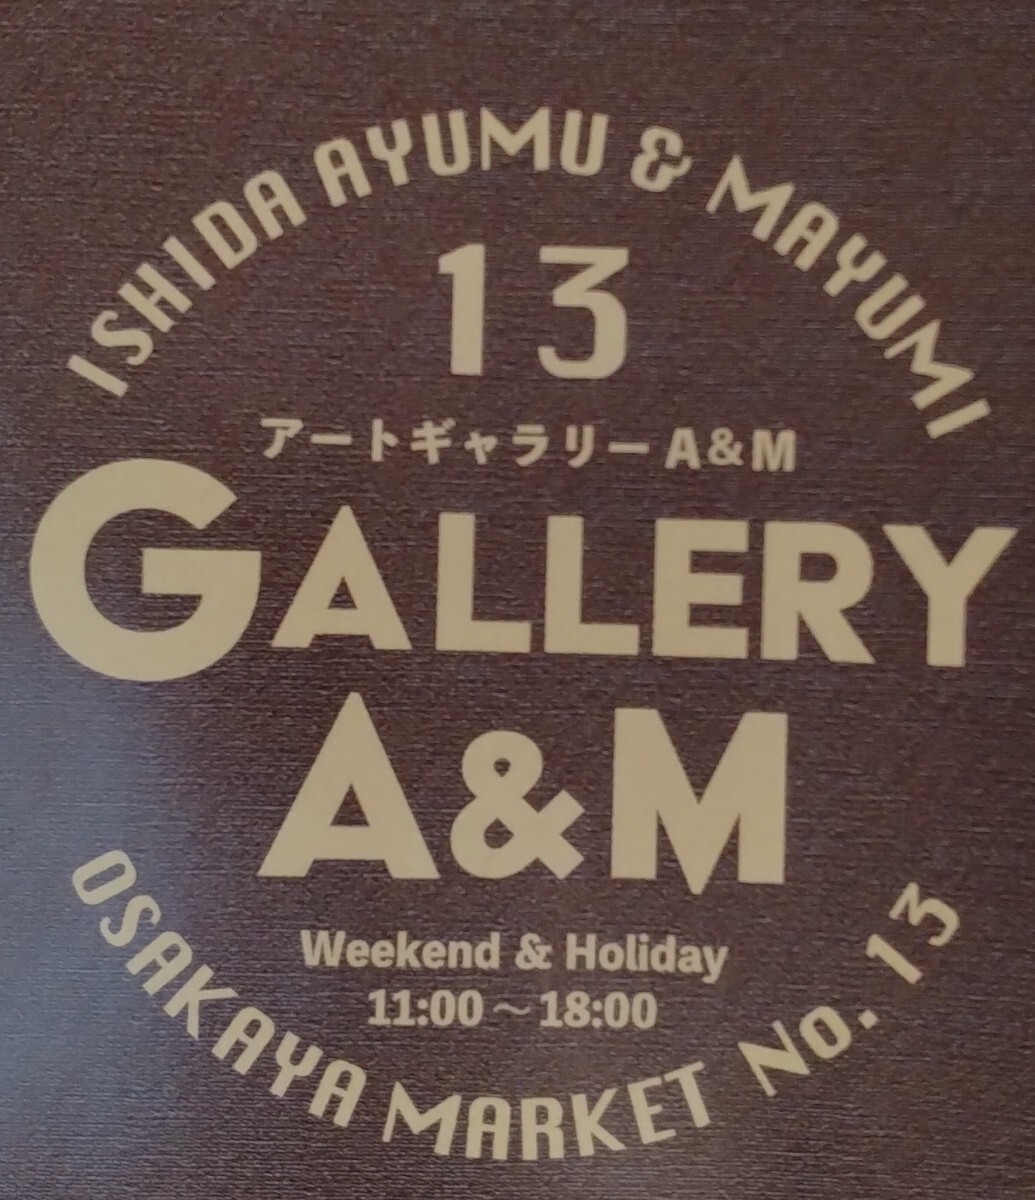 ISHIDA AYUMU & MAYUMI
13
アートギャラリー A&M
GALLERY
A&M
Weekend & Holiday
11:00～18:00
OSAKAYA MARKET No. 13